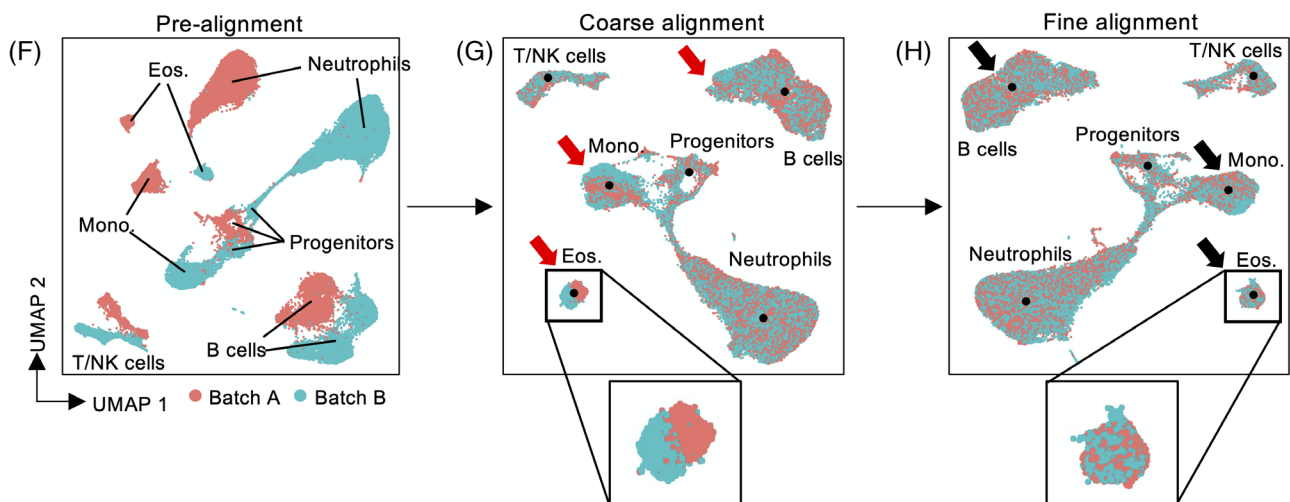 (F)
Pre-alignment
Eos.
Neutrophils
Mono.
Progenitors
B cells
T/NK cells
UMAP 2
UMAP 1
Batch A
Batch B
(G)
Coarse alignment
T/NK cells
B cells
Mono.
Progenitors
Eos.
Neutrophils
(H)
Fine alignment
T/NK cells
B cells
Progenitors
Mono.
Neutrophils
Eos.